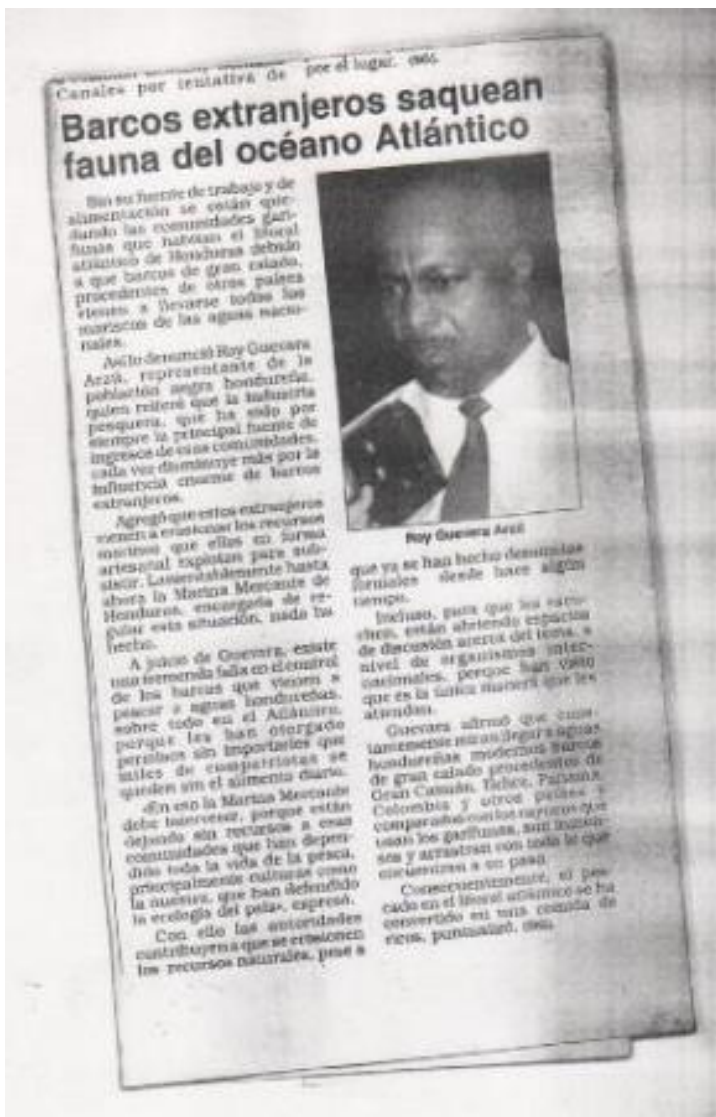 Canales por tentativa de
por el lugar.
Barcos extranjeros saquean
fauna del océano Atlántico
Sin su fuente de trabajo y de
alimentación se están que-
dando las comunidades garí-
funas que habitan el litoral
atlántico de Honduras debido
a que barcos de gran calado,
procedentes de otros países
vienen a llevarse todos los
mariscos de las aguas nacio-
nales.
Así lo denunció Roy Guevara
Arzú, representante de la
población negra hondureña,
quien reiteró que la industria
pesquera, que ha sido por
siempre la principal fuente de
ingresos de esas comunidades,
cada vez disminuye más por la
influencia enorme de barcos
extranjeros.
Agregó que estos extranjeros
vienen a erosionar los recursos
marinos que ellos en forma
artesanal explotan para sub-
sistir. Lamentablemente hasta
ahora la Marina Mercante de
Honduras, encargada de re-
gular esta situación, nada ha
hecho.
A juicio de Guevara, existe
una tremenda falla en el control
de los barcos que vienen a
pescar a aguas hondureñas,
sobre todo en el Atlántico,
porque les han otorgado
permisos sin importarles que
miles de compatriotas se
queden sin el alimento diario.
«En eso la Marina Mercante
debe intervenir, porque están
dejando sin recursos a esas
comunidades que han depen-
dido toda la vida de la pesca,
principalmente culturas como
la nuestra, que han defendido
la ecología del país», expresó.
Con ello las autoridades
contribuyen a que se erosionen
los recursos naturales, pese a
Roy Guevara Arzú
que ya se han hecho denuncias
formales desde hace algún
tiempo.
Incluso, para que les escu-
chen, están abriendo espacios
de discusión acerca del tema, a
nivel de organismos inter-
nacionales, porque han visto
que es la única manera que les
atiendan.
Guevara afirmó que cons-
tantemente miran llegar a aguas
hondureñas modernos barcos
de gran calado procedentes de
Gran Caimán, Belice, Panamá,
Colombia y otros países y
comparados con los cayucos que
usan los garífunas, son inmen-
sos y arrastran con todo lo que
encuentran a su paso.
Consecuentemente, el pes-
cado en el litoral atlántico se ha
convertido en una comida de
ricos, puntualizó.